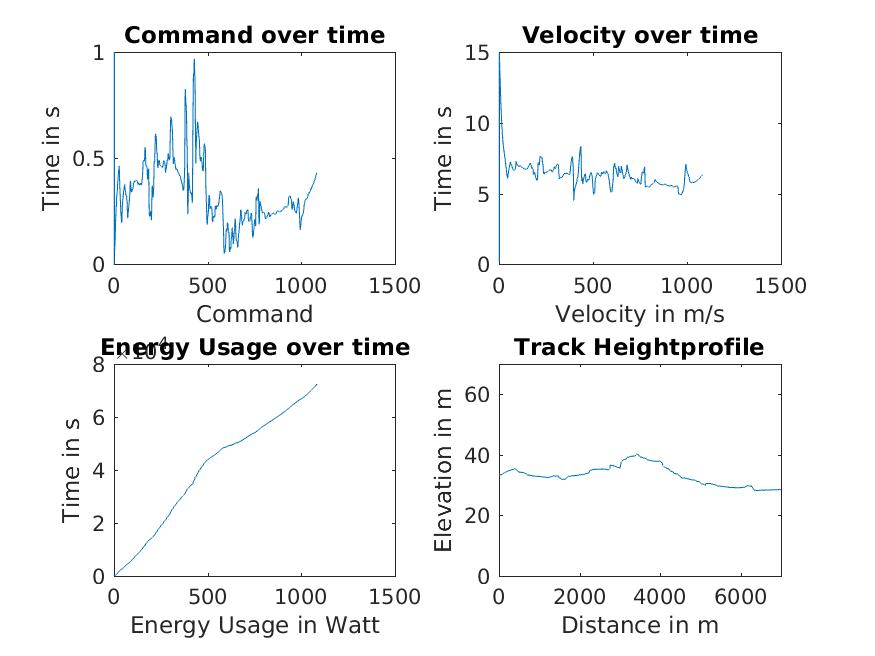 Command over time
Time in s
1
0.5
0
0 500 1000 1500
Command
Velocity over time
Time in s
15
10
5
0
0 500 1000 1500
Velocity in m/s
Energy Usage over time
×10⁴
Time in s
8
6
4
2
0
0 500 1000 1500
Energy Usage in Watt
Track Heightprofile
Elevation in m
60
40
20
0
0 2000 4000 6000
Distance in m